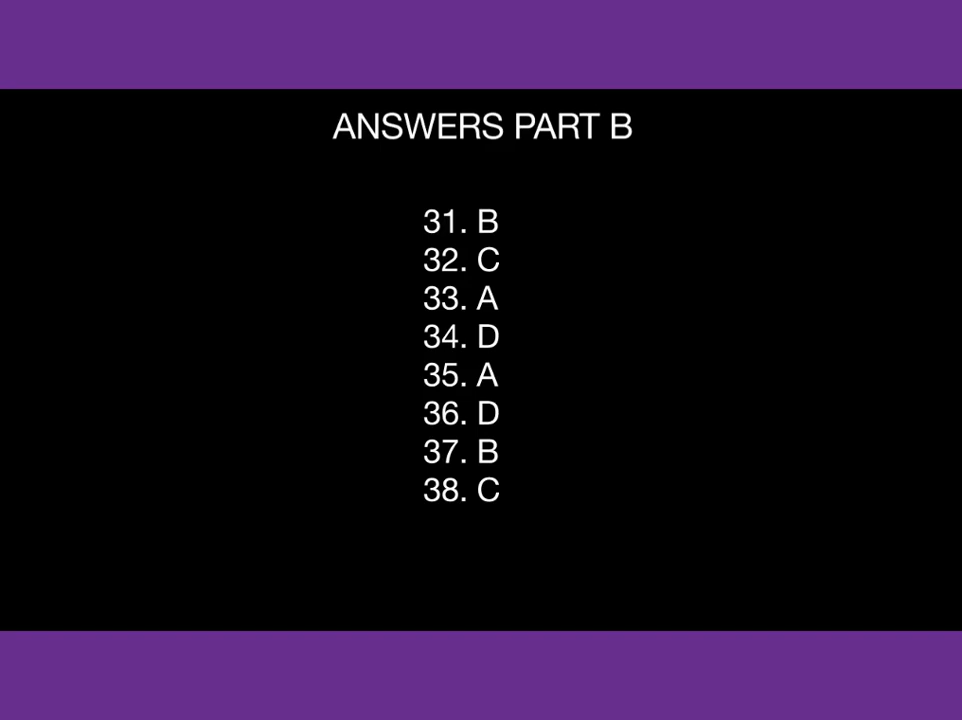 ANSWERS PART B
31. B
32. C
33. A
34. D
35. A
36. D
37. B
38. C